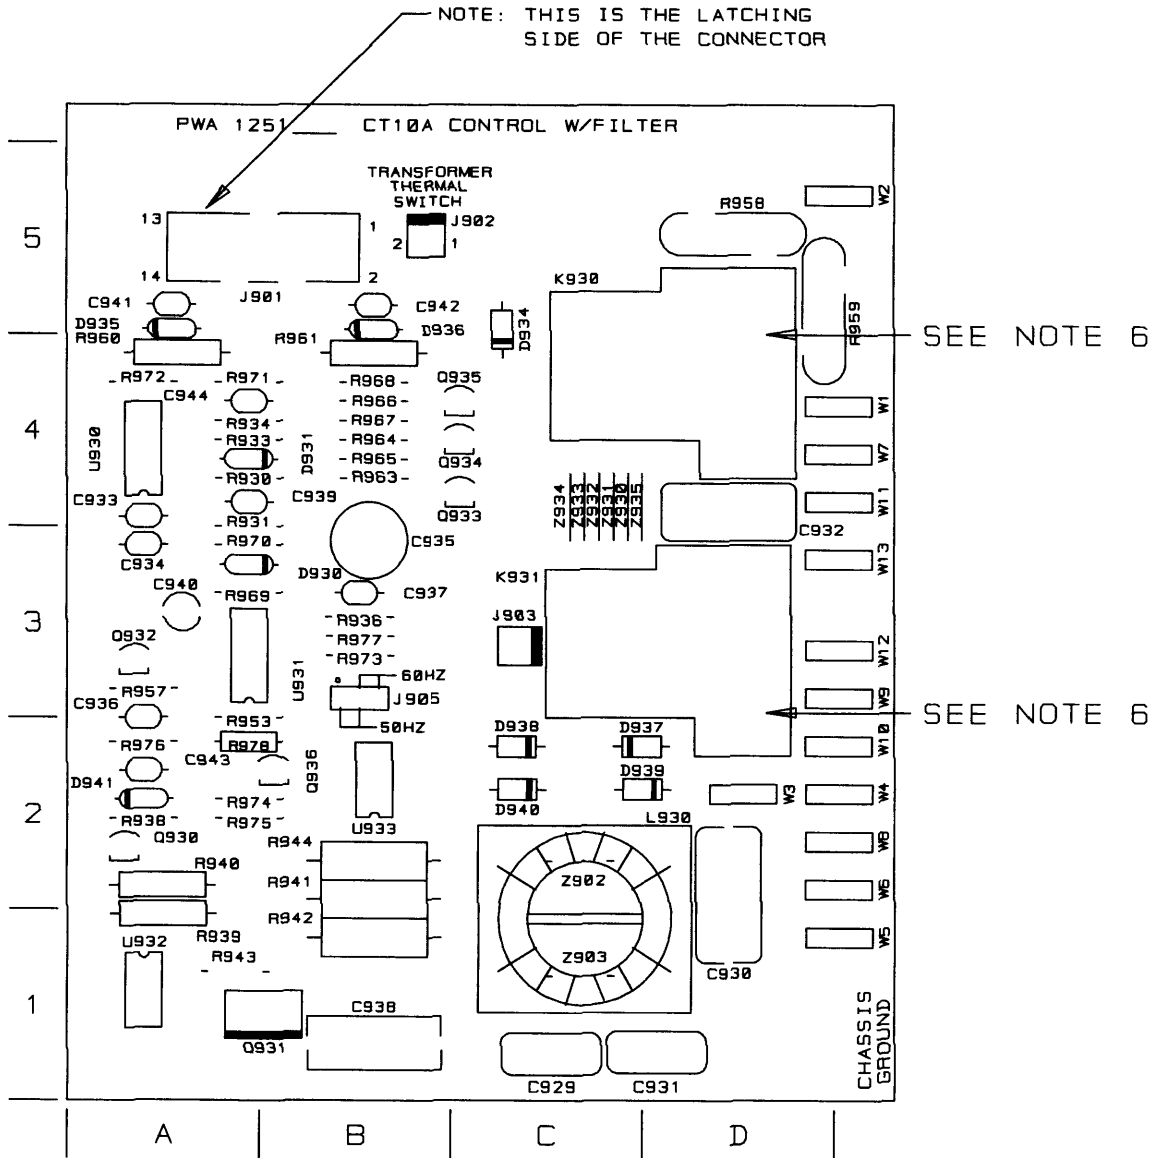 NOTE: THIS IS THE LATCHING
SIDE OF THE CONNECTOR
PWA 1251___ CT10A CONTROL W/FILTER
TRANSFORMER
THERMAL
SWITCH
J902
2
1
13
1
14
2
J901
W2
R958
5
K930
R959
C941
C942
D934
D935
D936
R960
R961
SEE NOTE 6
R972
R971
R968
Q935
C944
R966
W1
R934
R967
4
U930
R933
D931
R964
R965
Q934
W7
R930
R963
C933
C939
Q933
Z934
Z933
Z932
Z931
Z930
Z935
W11
R931
C932
R970
C935
C934
W13
D930
K931
C940
R969
C937
J903
3
R936
Q932
R977
R973
W12
U931
60HZ
R957
C936
J905
W9
SEE NOTE 6
R953
50HZ
D938
D937
R976
R978
W10
C943
Q936
D941
D939
R974
D940
W3
W4
2
R938
R975
U933
L930
Q930
R944
W8
R940
Z902
R941
W6
R942
U932
R939
W5
R943
Z903
C930
1
C938
CHASSIS
GROUND
Q931
C929
C931
A
B
C
D